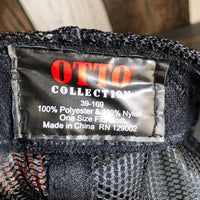 OTTO
COLLECTION
39-169
100% Polyester & 100% Nylon
One Size Fits Most
Made in China RN 129002